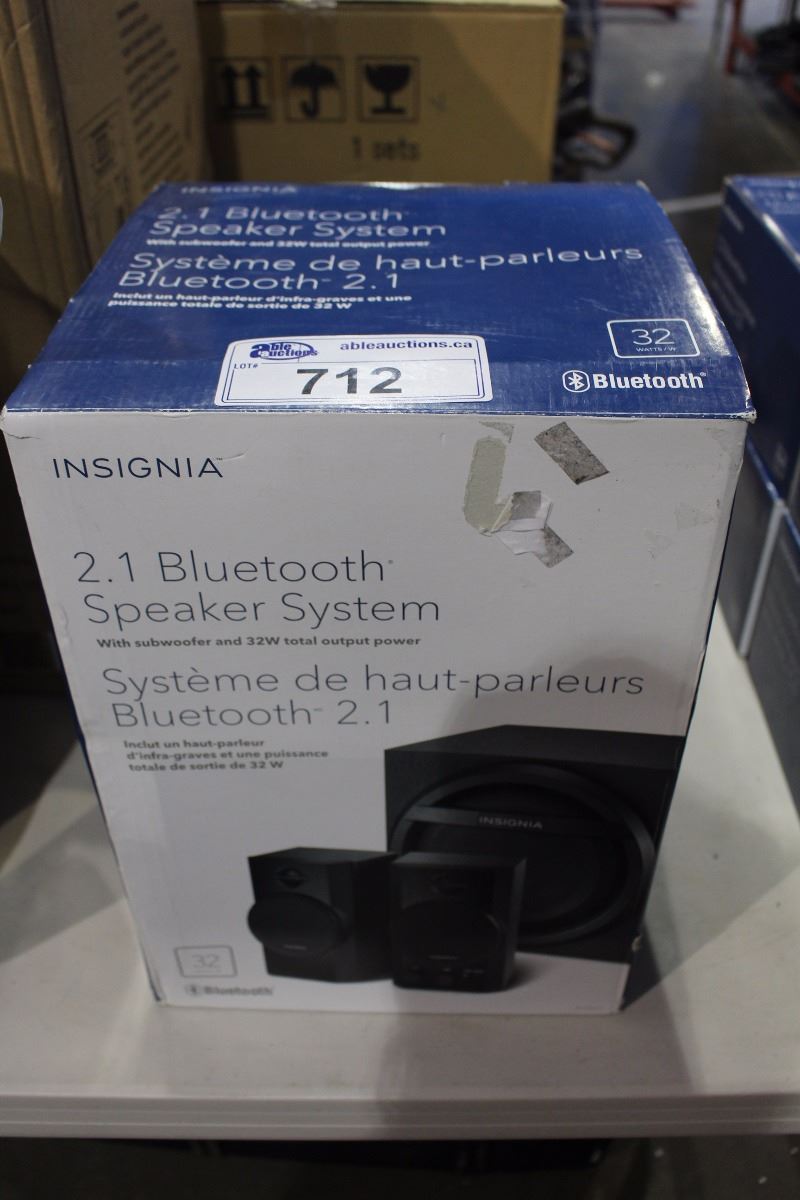 1 sets
INSIGNIA
2.1 Bluetooth
Speaker System
With subwoofer and 32W total output power
Système de haut-parleurs
Bluetooth 2.1
Inclut un haut-parleur d'infra-graves et une
puissance totale de sortie de 32 W
32
WATTS / W
Bluetooth®
able auctions
ableauctions.ca
LOT#
712
INSIGNIA™
2.1 Bluetooth®
Speaker System
With subwoofer and 32W total output power
Système de haut-parleurs
Bluetooth 2.1
Inclut un haut-parleur
d'infra-graves et une puissance
totale de sortie de 32 W
INSIGNIA
32
Bluetooth®